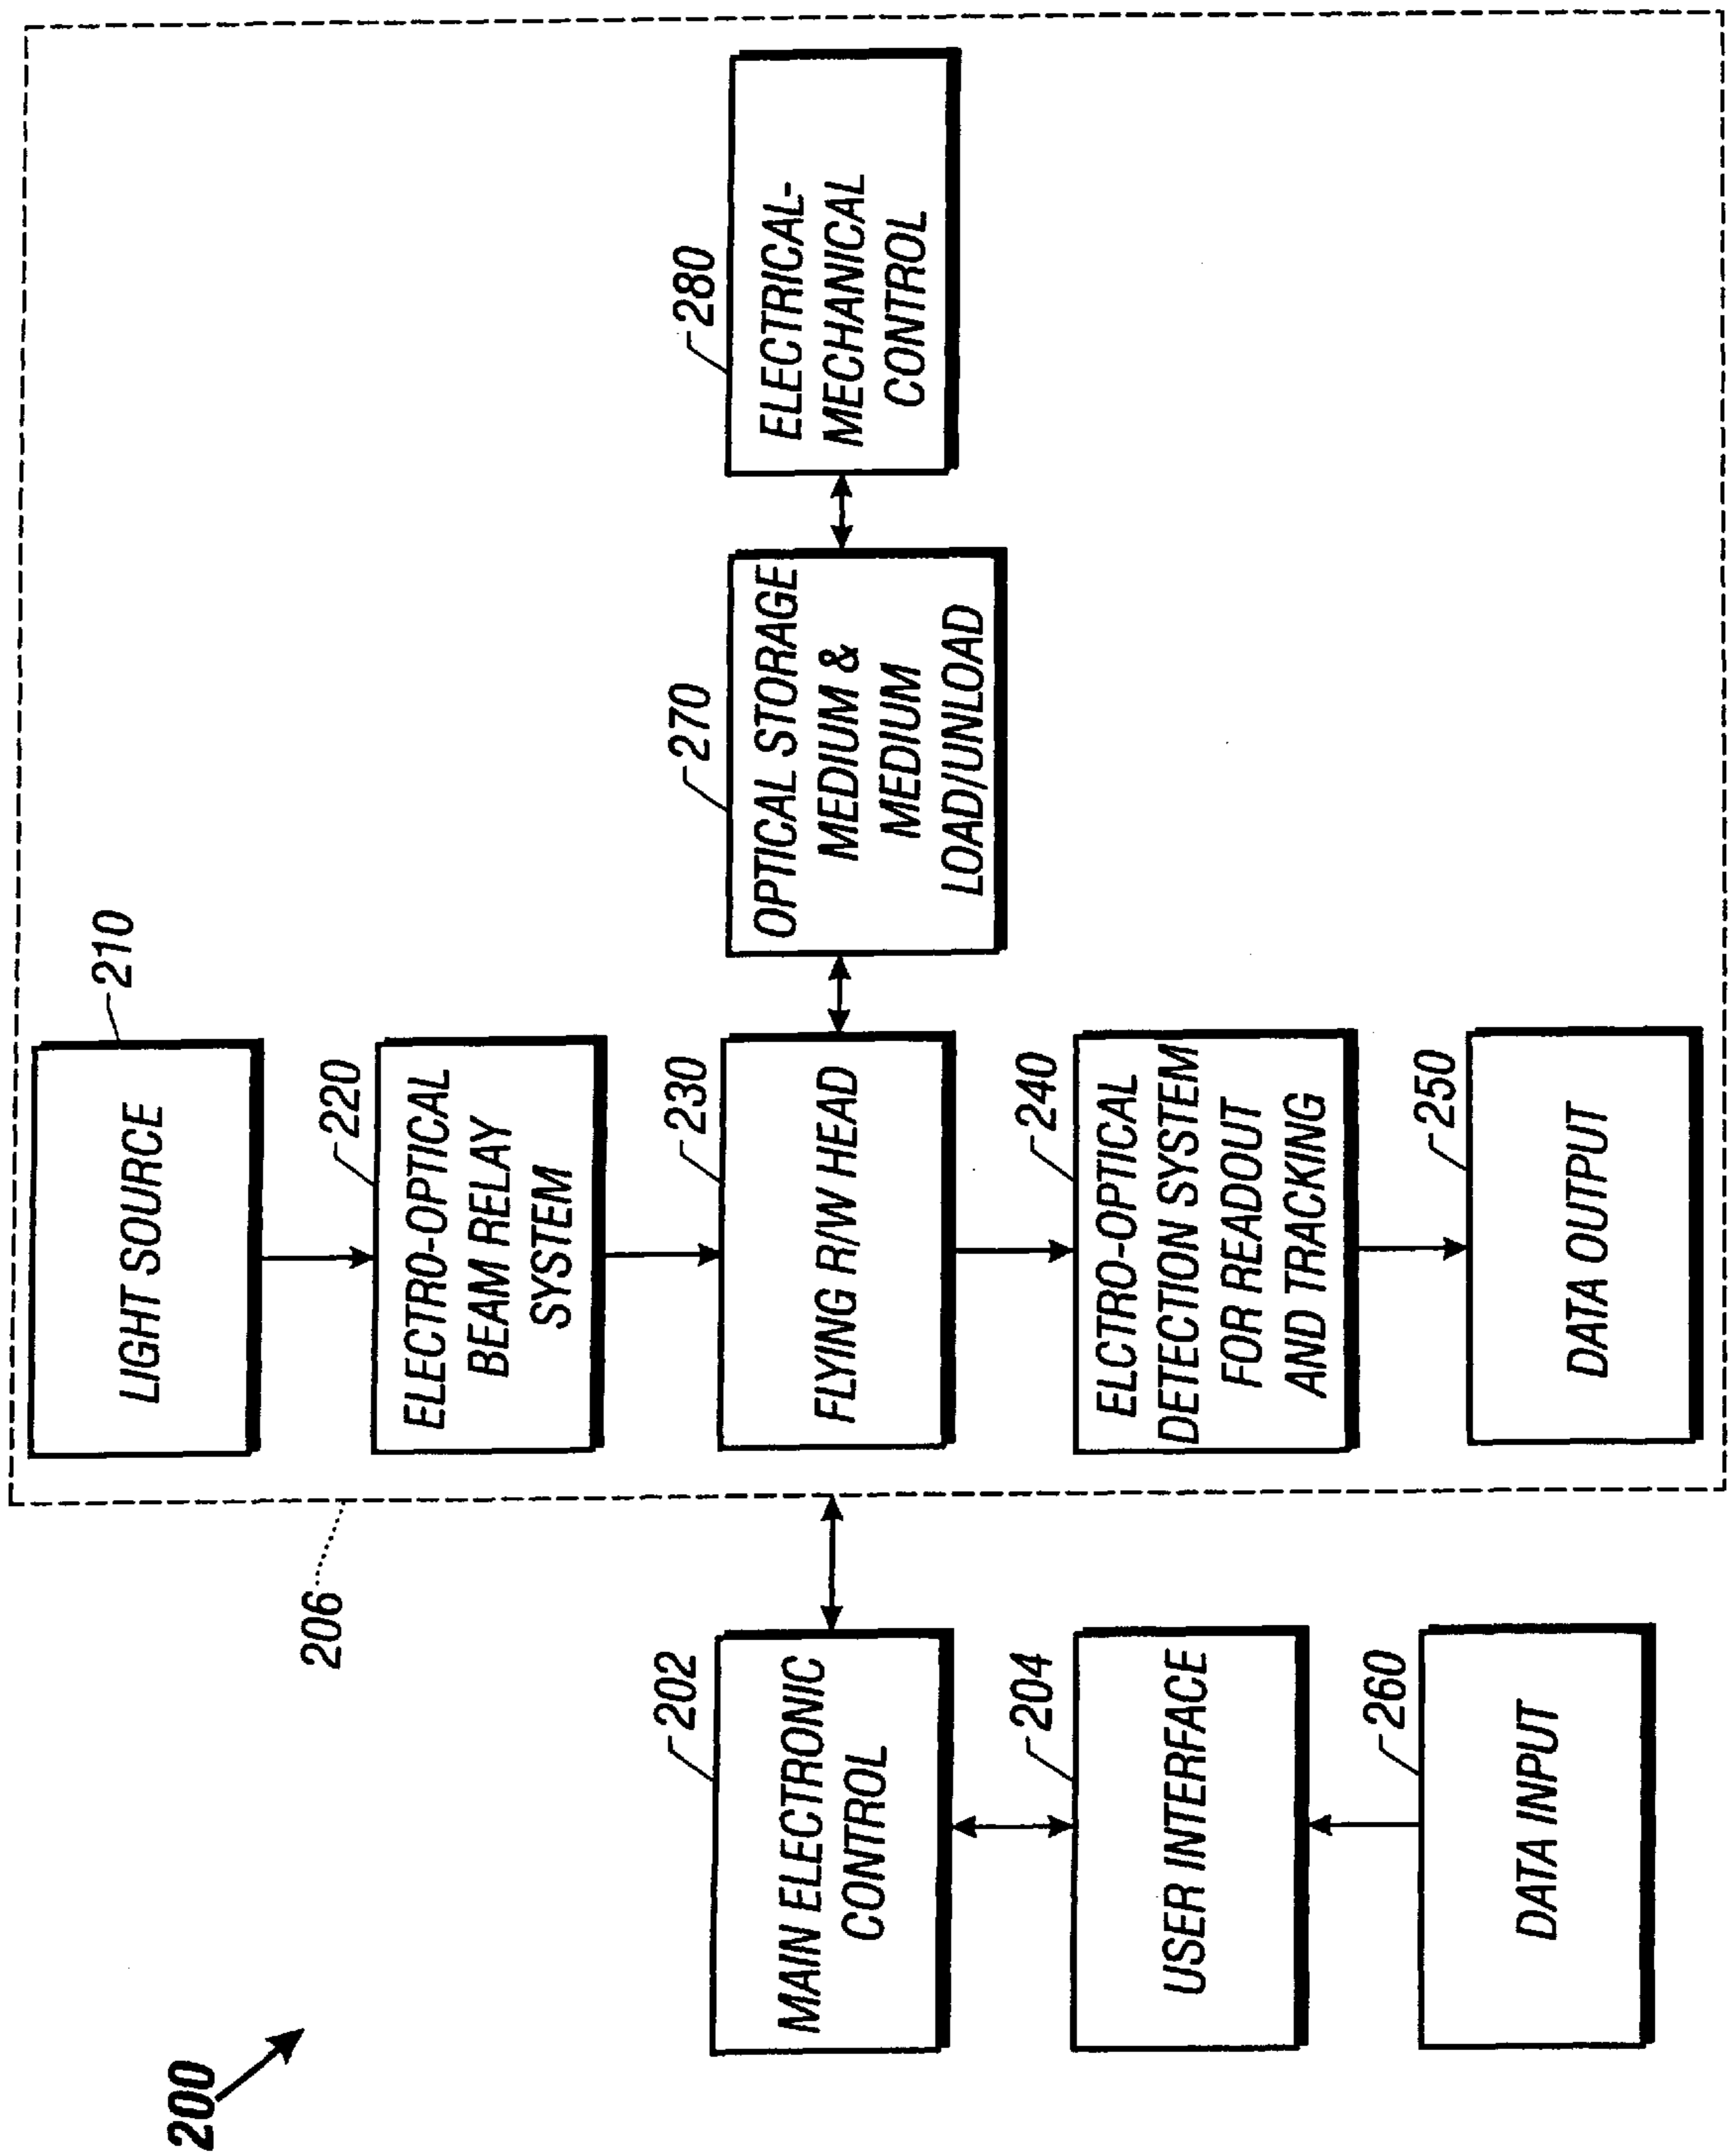 200
206
210
LIGHT SOURCE
220
ELECTRO-OPTICAL
BEAM RELAY
SYSTEM
202
MAIN ELECTRONIC
CONTROL
230
FLYING R/W HEAD
270
OPTICAL STORAGE
MEDIUM &
MEDIUM
LOAD/UNLOAD
280
ELECTRICAL-
MECHANICAL
CONTROL
204
USER INTERFACE
240
ELCTRO-OPTICAL
DETECTION SYSTEM
FOR READOUT
AND TRACKING
260
DATA INPUT
250
DATA OUTPUT